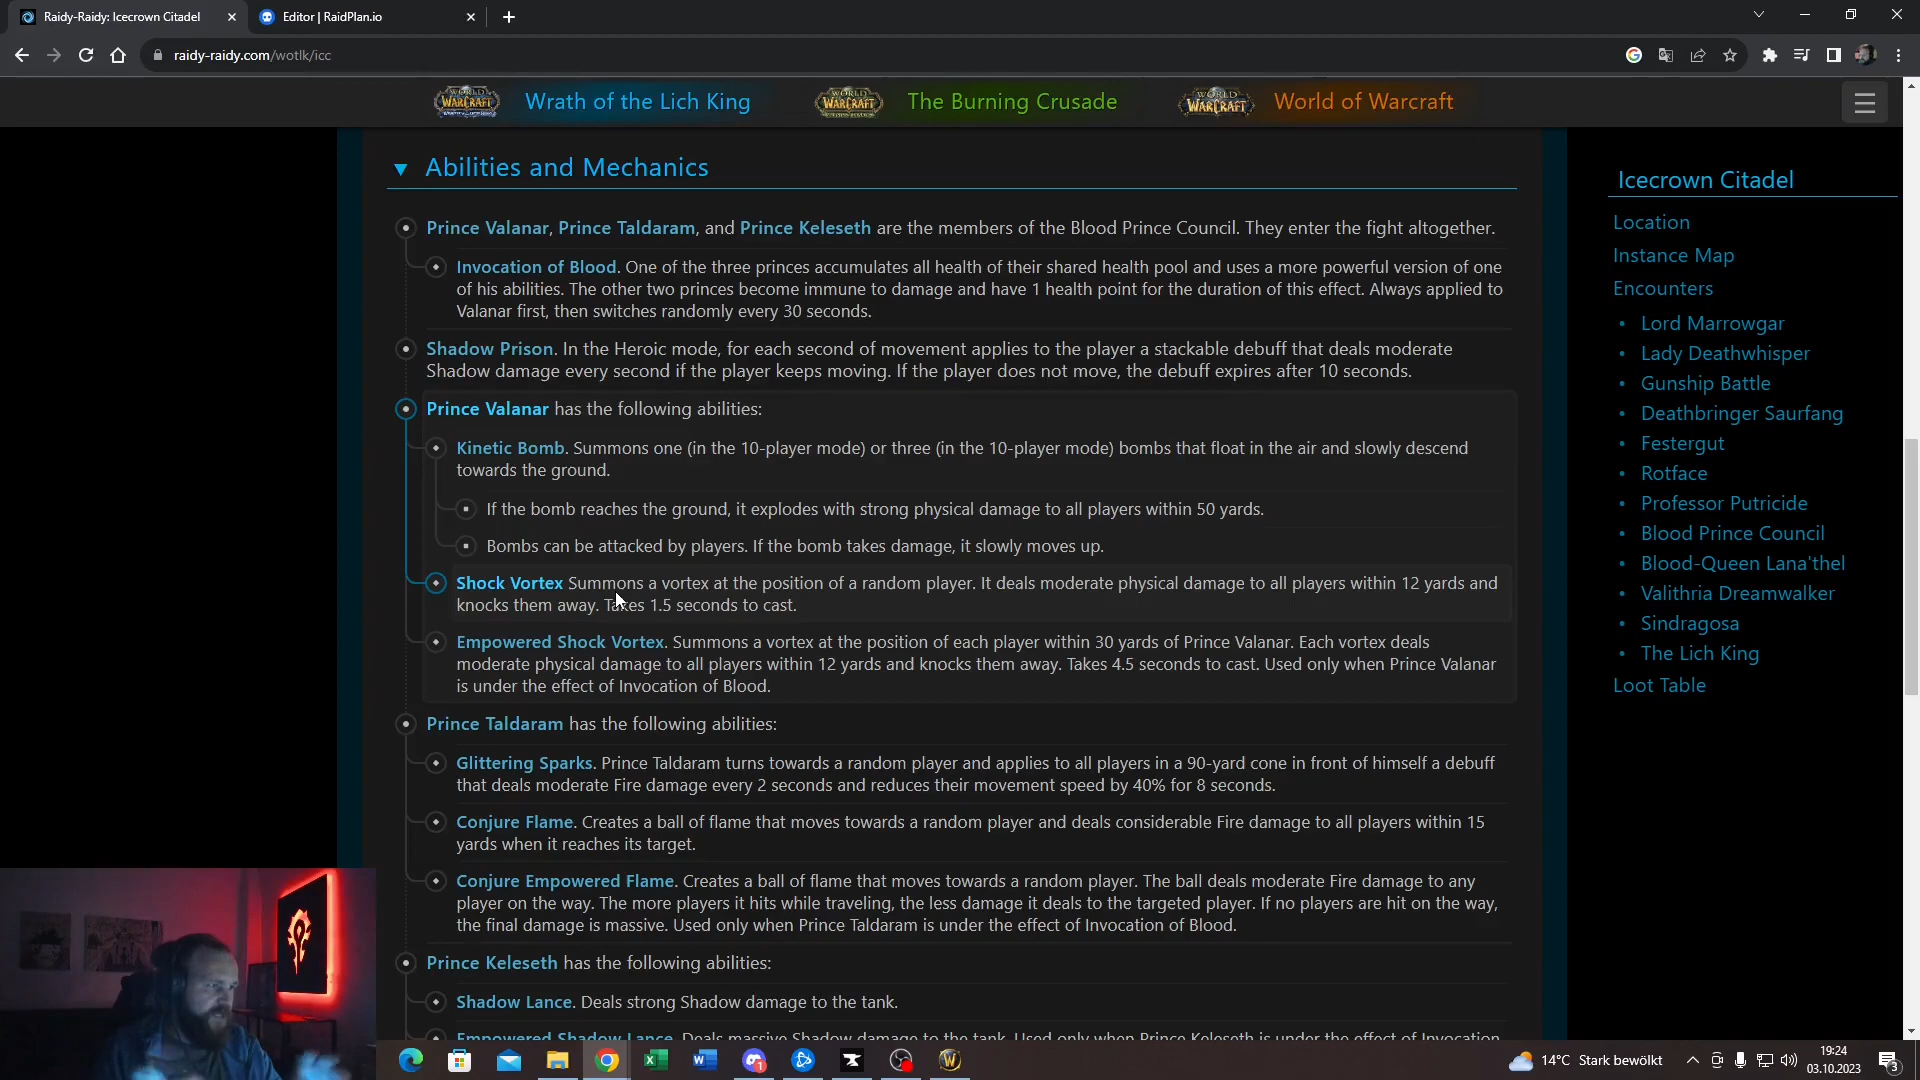 Raidy-Raidy: Icecrown Citadel
Editor | RaidPlan.io
raidy-raidy.com/wotlk/icc
Wrath of the Lich King
The Burning Crusade
World of Warcraft
Abilities and Mechanics
Prince Valanar, Prince Taldaram, and Prince Keleseth are the members of the Blood Prince Council. They enter the fight altogether.
Invocation of Blood. One of the three princes accumulates all health of their shared health pool and uses a more powerful version of one
of his abilities. The other two princes become immune to damage and have 1 health point for the duration of this effect. Always applied to
Valanar first, then switches randomly every 30 seconds.
Shadow Prison. In the Heroic mode, for each second of movement applies to the player a stackable debuff that deals moderate
Shadow damage every second if the player keeps moving. If the player does not move, the debuff expires after 10 seconds.
Prince Valanar has the following abilities:
Kinetic Bomb. Summons one (in the 10-player mode) or three (in the 10-player mode) bombs that float in the air and slowly descend
towards the ground.
If the bomb reaches the ground, it explodes with strong physical damage to all players within 50 yards.
Bombs can be attacked by players. If the bomb takes damage, it slowly moves up.
Shock Vortex Summons a vortex at the position of a random player. It deals moderate physical damage to all players within 12 yards and
knocks them away. Takes 1.5 seconds to cast.
Empowered Shock Vortex. Summons a vortex at the position of each player within 30 yards of Prince Valanar. Each vortex deals
moderate physical damage to all players within 12 yards and knocks them away. Takes 4.5 seconds to cast. Used only when Prince Valanar
is under the effect of Invocation of Blood.
Prince Taldaram has the following abilities:
Glittering Sparks. Prince Taldaram turns towards a random player and applies to all players in a 90-yard cone in front of himself a debuff
that deals moderate Fire damage every 2 seconds and reduces their movement speed by 40% for 8 seconds.
Conjure Flame. Creates a ball of flame that moves towards a random player and deals considerable Fire damage to all players within 15
yards when it reaches its target.
Conjure Empowered Flame. Creates a ball of flame that moves towards a random player. The ball deals moderate Fire damage to any
player on the way. The more players it hits while traveling, the less damage it deals to the targeted player. If no players are hit on the way,
the final damage is massive. Used only when Prince Taldaram is under the effect of Invocation of Blood.
Prince Keleseth has the following abilities:
Shadow Lance. Deals strong Shadow damage to the tank.
Empowered Shadow Lance. Deals massive Shadow damage to the tank. Used only when Prince Keleseth is under the effect of Invocation
Icecrown Citadel
Location
Instance Map
Encounters
Lord Marrowgar
Lady Deathwhisper
Gunship Battle
Deathbringer Saurfang
Festergut
Rotface
Professor Putricide
Blood Prince Council
Blood-Queen Lana'thel
Valithria Dreamwalker
Sindragosa
The Lich King
Loot Table
14°C Stark bewölkt
19:24
03.10.2023